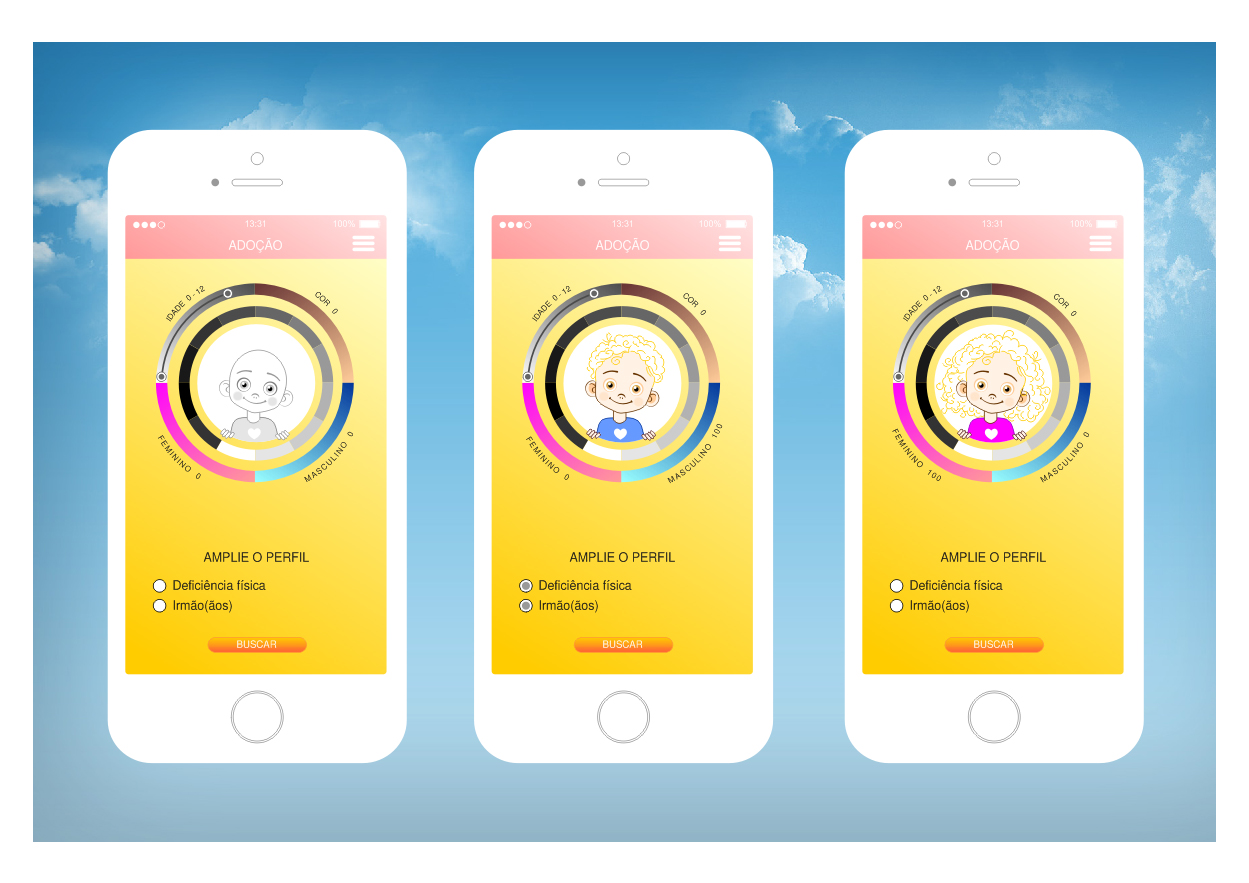 13:31
100%
ADOÇÃO
IDADE 0-12
COR 0
FEMININO 0
MASCULINO 0
AMPLIE O PERFIL
Deficiência física
Irmão(ãos)
BUSCAR
13:31
100%
ADOÇÃO
IDADE 0-12
COR 0
FEMININO 0
MASCULINO 100
AMPLIE O PERFIL
Deficiência física
Irmão(ãos)
BUSCAR
13:31
100%
ADOÇÃO
IDADE 0-12
COR 0
FEMININO 100
MASCULINO 0
AMPLIE O PERFIL
Deficiência física
Irmão(ãos)
BUSCAR